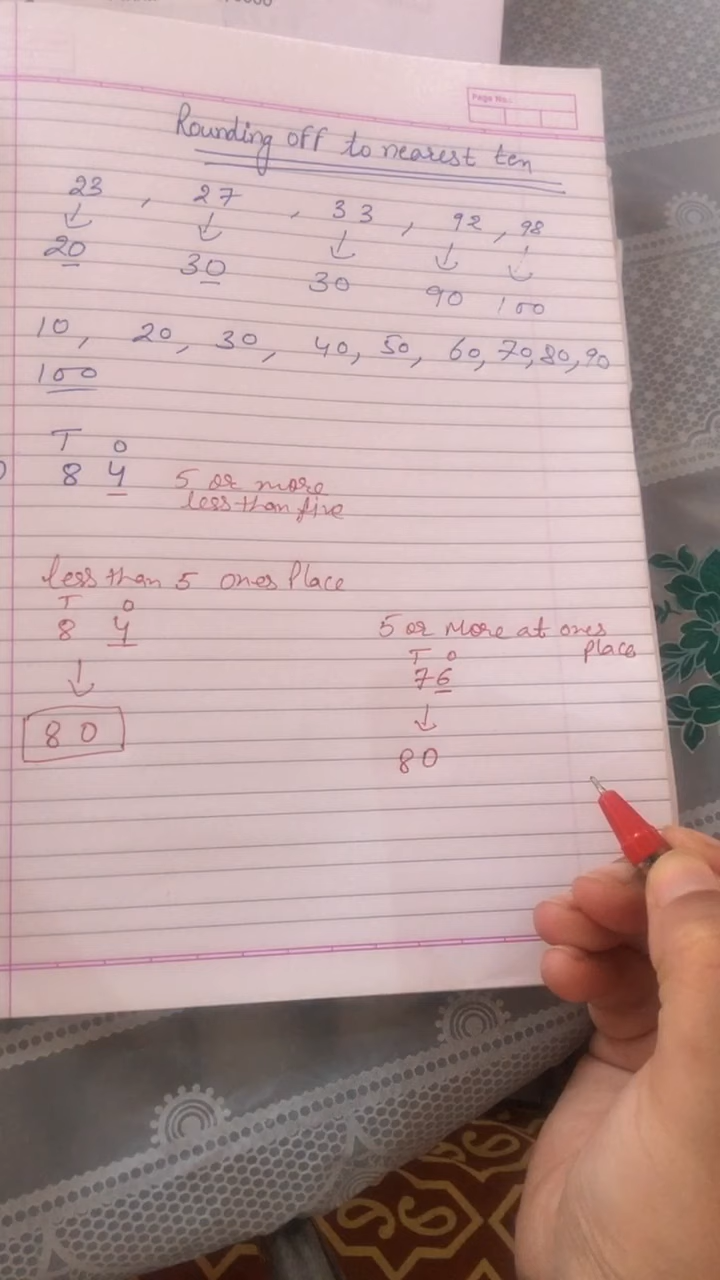 Page No.:
Rounding off to nearest ten
23 , 27 , 33 , 92 , 98
↓ ↓ ↓ ↓ ↓
20 30 30 90 100
10, 20, 30, 40, 50, 60, 70, 80, 90
100
T O
8 4 5 or more
less than five
less than 5 ones Place
T O
8 4
↓
80
5 or More at ones
place
T O
76
↓
80